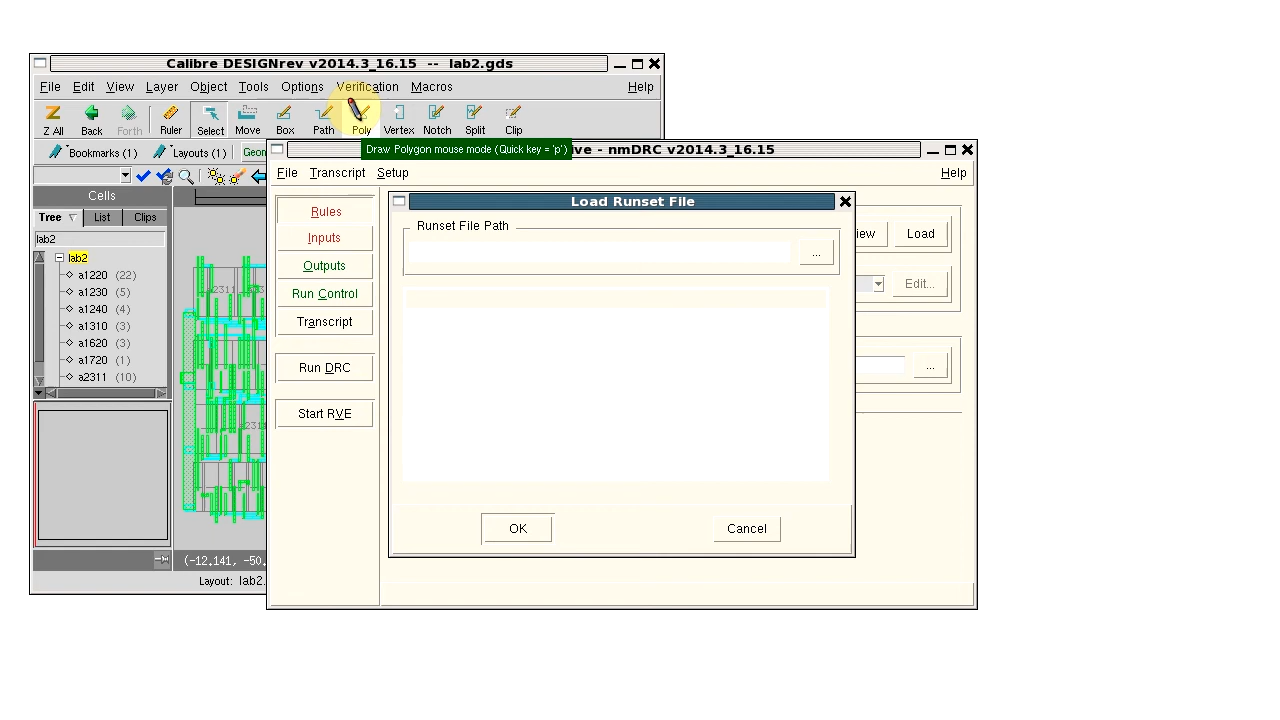 Calibre DESIGNrev v2014.3_16.15 -- lab2.gds
File Edit View Layer Object Tools Options Verification Macros Help
Z All Back Forth Ruler Select Move Box Path Poly Vertex Notch Split Clip
Bookmarks (1) Layouts (1)
Draw Polygon mouse mode (Quick key = 'p')
Cells
Tree List Clips
lab2
lab2
a1220 (22)
a1230 (5)
a1240 (4)
a1310 (3)
a1620 (3)
a1720 (1)
a2311 (10)
a2311
(-12.141, -50.
Layout: lab2.
- nmDRC v2014.3_16.15
File Transcript Setup Help
Rules
Inputs
Outputs
Run Control
Transcript
Run DRC
Start RVE
Load
Edit...
...
Load Runset File
Runset File Path
...
OK Cancel